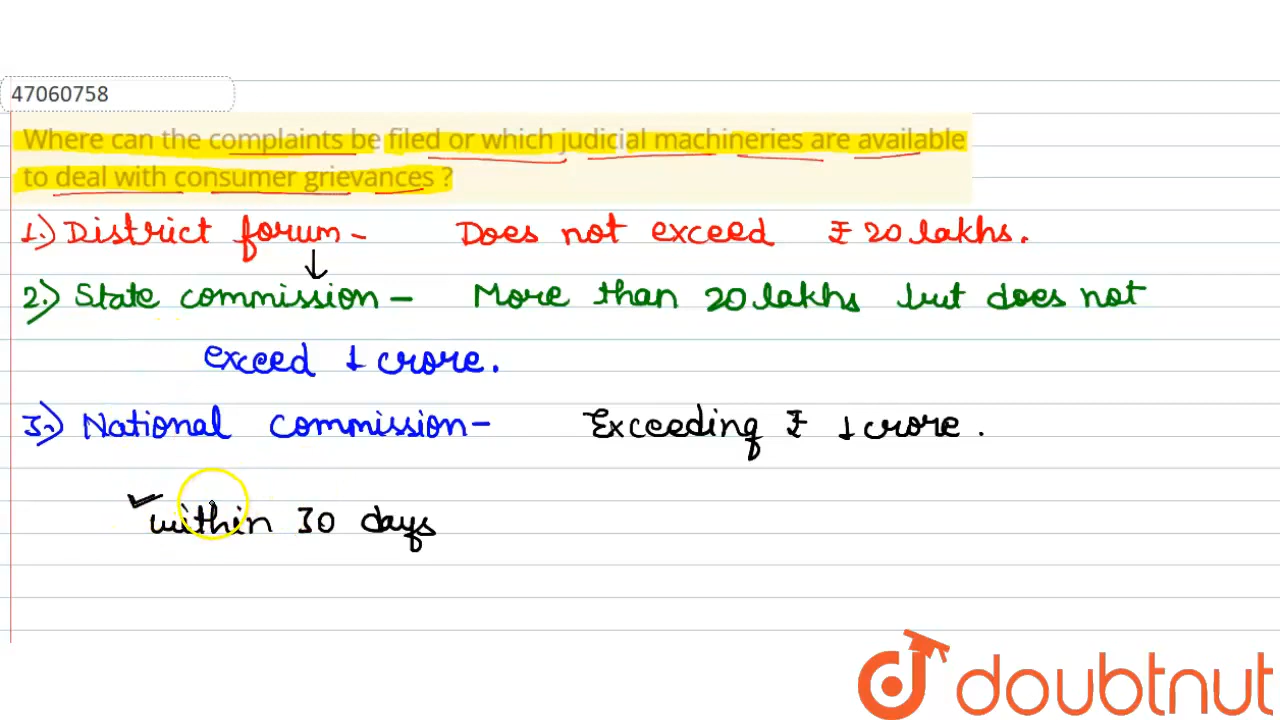 47060758
Where can the complaints be filed or which judicial machineries are available
to deal with consumer grievances ?
1.) District forum - Does not exceed ₹ 20 lakhs.
2.) State commission - More than 20 lakhs but does not
exceed 1 crore.
3.) National commission - Exceeding ₹ 1 crore.
within 30 days
doubtnut